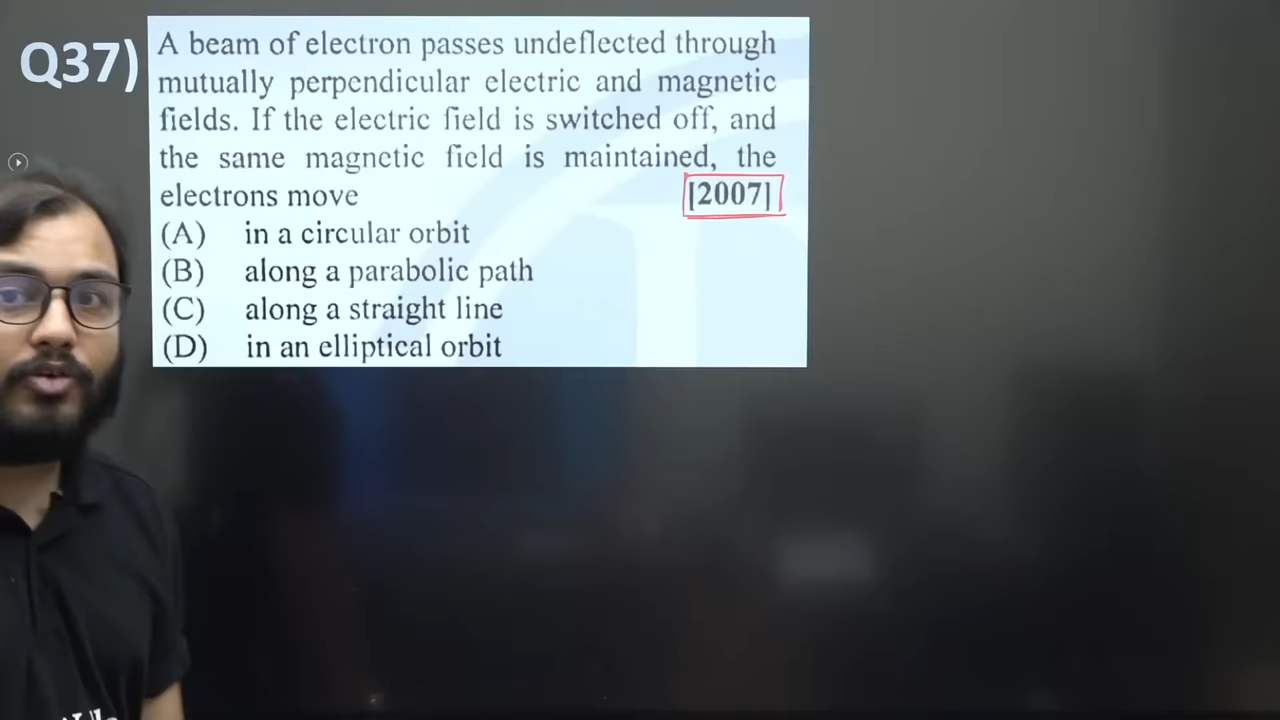 Q37)
A beam of electron passes undeflected through
mutually perpendicular electric and magnetic
fields. If the electric field is switched off, and
the same magnetic field is maintained, the
electrons move [2007]
(A) in a circular orbit
(B) along a parabolic path
(C) along a straight line
(D) in an elliptical orbit